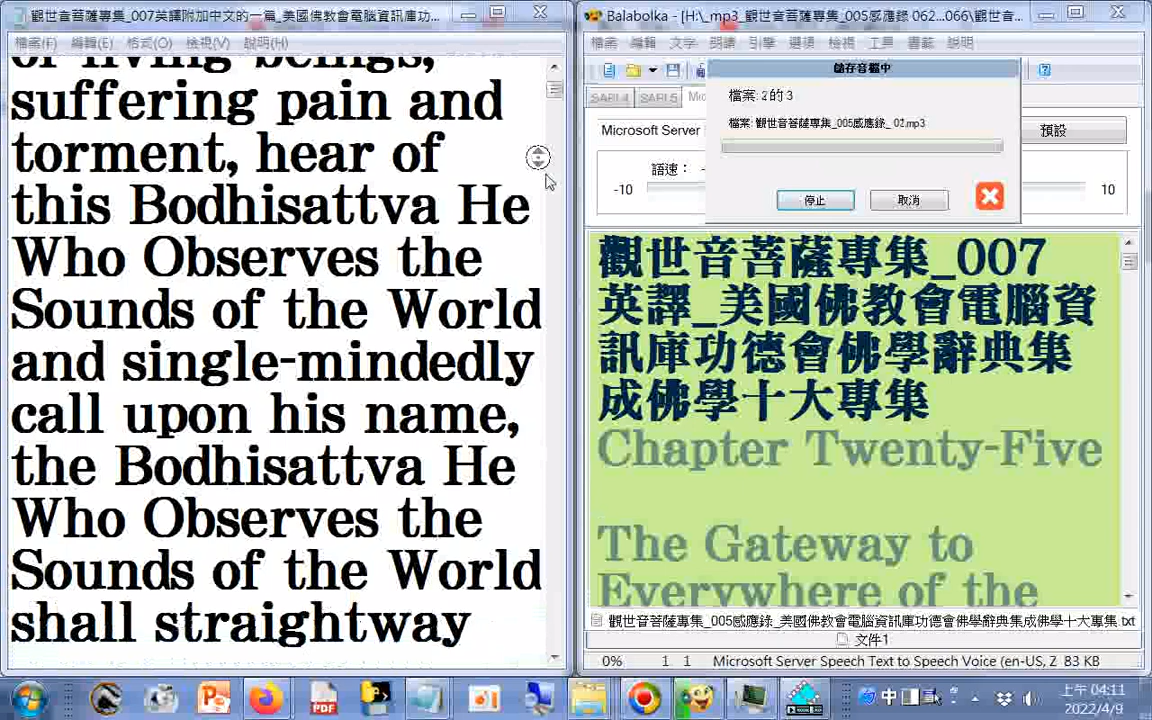 觀世音菩薩專集_007英譯附加中文的一篇_美國佛教會電腦資訊庫功...
檔案(F) 編輯(E) 格式(O) 檢視(V) 說明(H)
of living beings,
suffering pain and
torment, hear of
this Bodhisattva He
Who Observes the
Sounds of the World
and single-mindedly
call upon his name,
the Bodhisattva He
Who Observes the
Sounds of the World
shall straightway
Balabolka - [H:\_mp3_觀世音菩薩專集_005感應錄 062...066\觀世音...
檔案 編輯 文字 朗讀 引擎 選項 檢視 工具 書籤 說明
儲存音檔中
檔案: 2 的 3
檔案: 觀世音菩薩專集_005感應錄_ 02.mp3
停止 取消
SAPI 4 SAPI 5 Mic
Microsoft Server 預設
語速： -
-10 10
觀世音菩薩專集_007
英譯_美國佛教會電腦資
訊庫功德會佛學辭典集
成佛學十大專集
Chapter Twenty-Five
The Gateway to
Everywhere of the
觀世音菩薩專集_005感應錄_美國佛教會電腦資訊庫功德會佛學辭典集成佛學十大專集.txt
文件1
0% 1 : 1 Microsoft Server Speech Text to Speech Voice (en-US, Z 83 KB
PDF 中 上午 04:11
2022/4/9